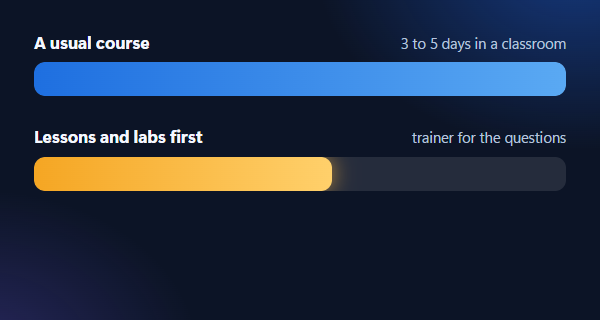 A usual course
3 to 5 days in a classroom
Lessons and labs first
trainer for the questions